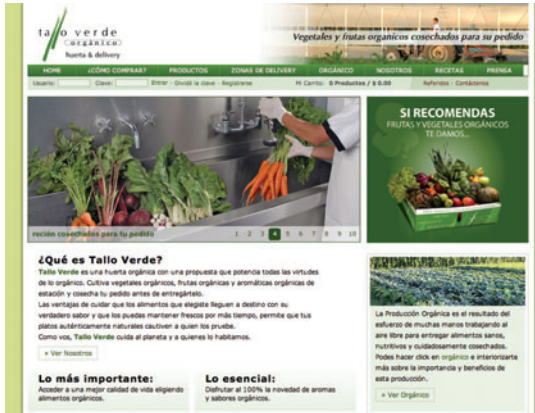 tallo verde
orgánico
huerta & delivery
Vegetales y frutas organicos cosechados para su pedido
HOME ¿CÓMO COMPRAR? PRODUCTOS ZONAS DE DELIVERY ORGÁNICO NOSOTROS RECETAS PRENSA
Usuario: Clave: Entrar - Olvidé la clave - Registrarse Mi Carrito: 0 Productos / $ 0.00 Referidos - Contáctenos
SI RECOMENDAS
FRUTAS Y VEGETALES ORGÁNICOS
TE DAMOS...
reción cosechados para tu pedido 1 2 3 4 5 6 7 8 9 10
¿Qué es Tallo Verde?
Tallo Verde es una huerta orgánica con una propuesta que potencia todas las virtudes
de lo orgánico. Cultiva vegetales orgánicos, frutas orgánicas y aromáticas orgánicas de
estación y cosecha tu pedido antes de entregártelo.
Las ventajas de cuidar que los alimentos que elegiste lleguen a destino con su
verdadero sabor y que los puedas mantener frescos por más tiempo, permite que tus
platos auténticamente naturales cautiven a quien los pruebe.
Como vos, Tallo Verde cuida al planeta y a quienes lo habitamos.
» Ver Nosotros
Lo más importante:
Acceder a una mejor calidad de vida eligiendo
alimentos orgánicos.
Lo esencial:
Disfrutar al 100% la novedad de aromas
y sabores orgánicos.
La Producción Orgánica es el resultado del
esfuerzo de muchas manos trabajando al
aire libre para entregar alimentos sanos,
nutritivos y cuidadosamente cosechados.
Podes hacer click en orgánico e interiorizarte
más sobre la importancia y beneficios de
esta producción.
» Ver Orgánico